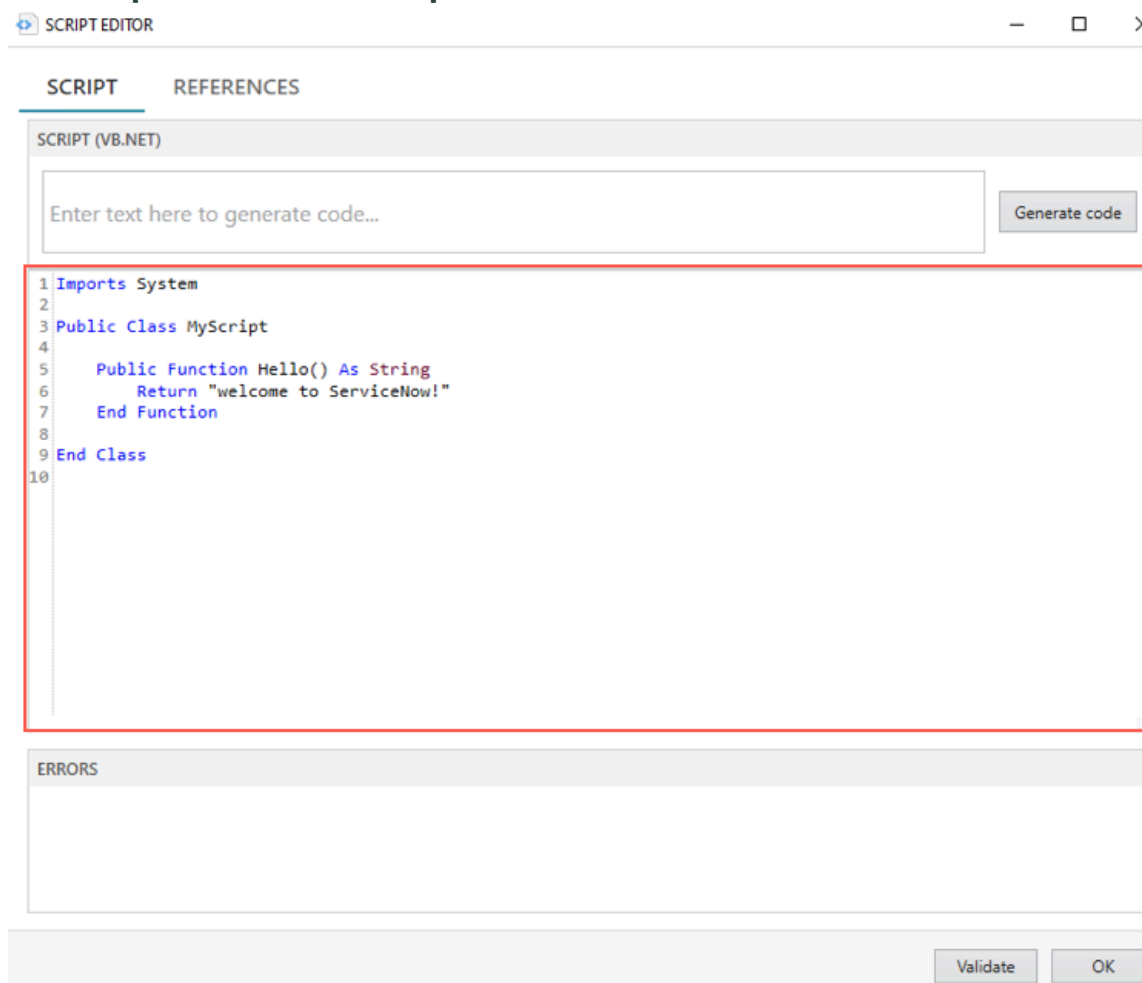 SCRIPT EDITOR
SCRIPT REFERENCES
SCRIPT (VB.NET)
Enter text here to generate code...
Generate code
1 Imports System
2
3 Public Class MyScript
4
5     Public Function Hello() As String
6         Return "welcome to ServiceNow!"
7     End Function
8
9 End Class
10
ERRORS
Validate OK